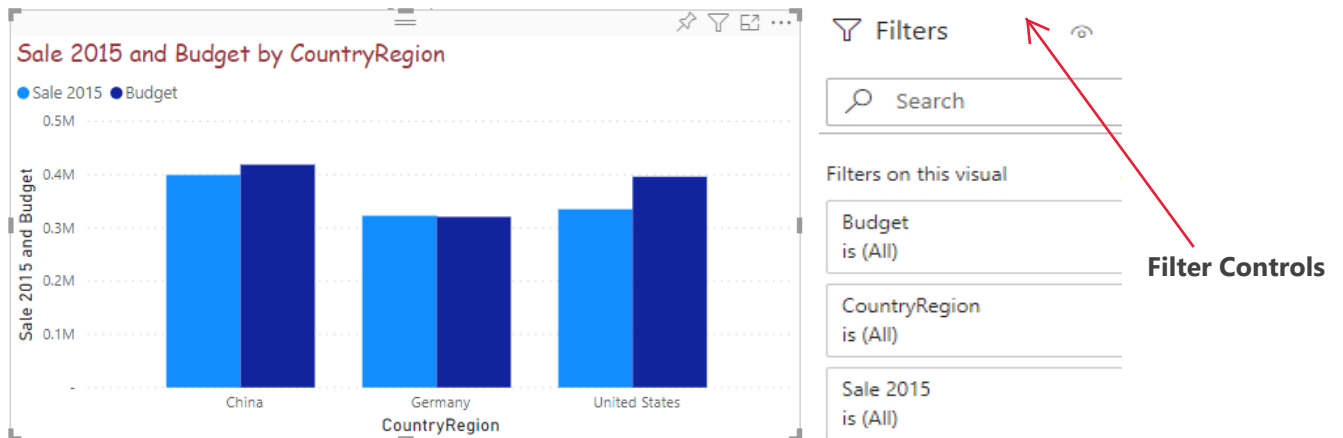 Sale 2015 and Budget by CountryRegion
Sale 2015 Budget
0.5M
0.4M
0.3M
0.2M
0.1M
-
Sale 2015 and Budget
China Germany United States
CountryRegion
Filters
Search
Filters on this visual
Budget
is (All)
CountryRegion
is (All)
Sale 2015
is (All)
Filter Controls